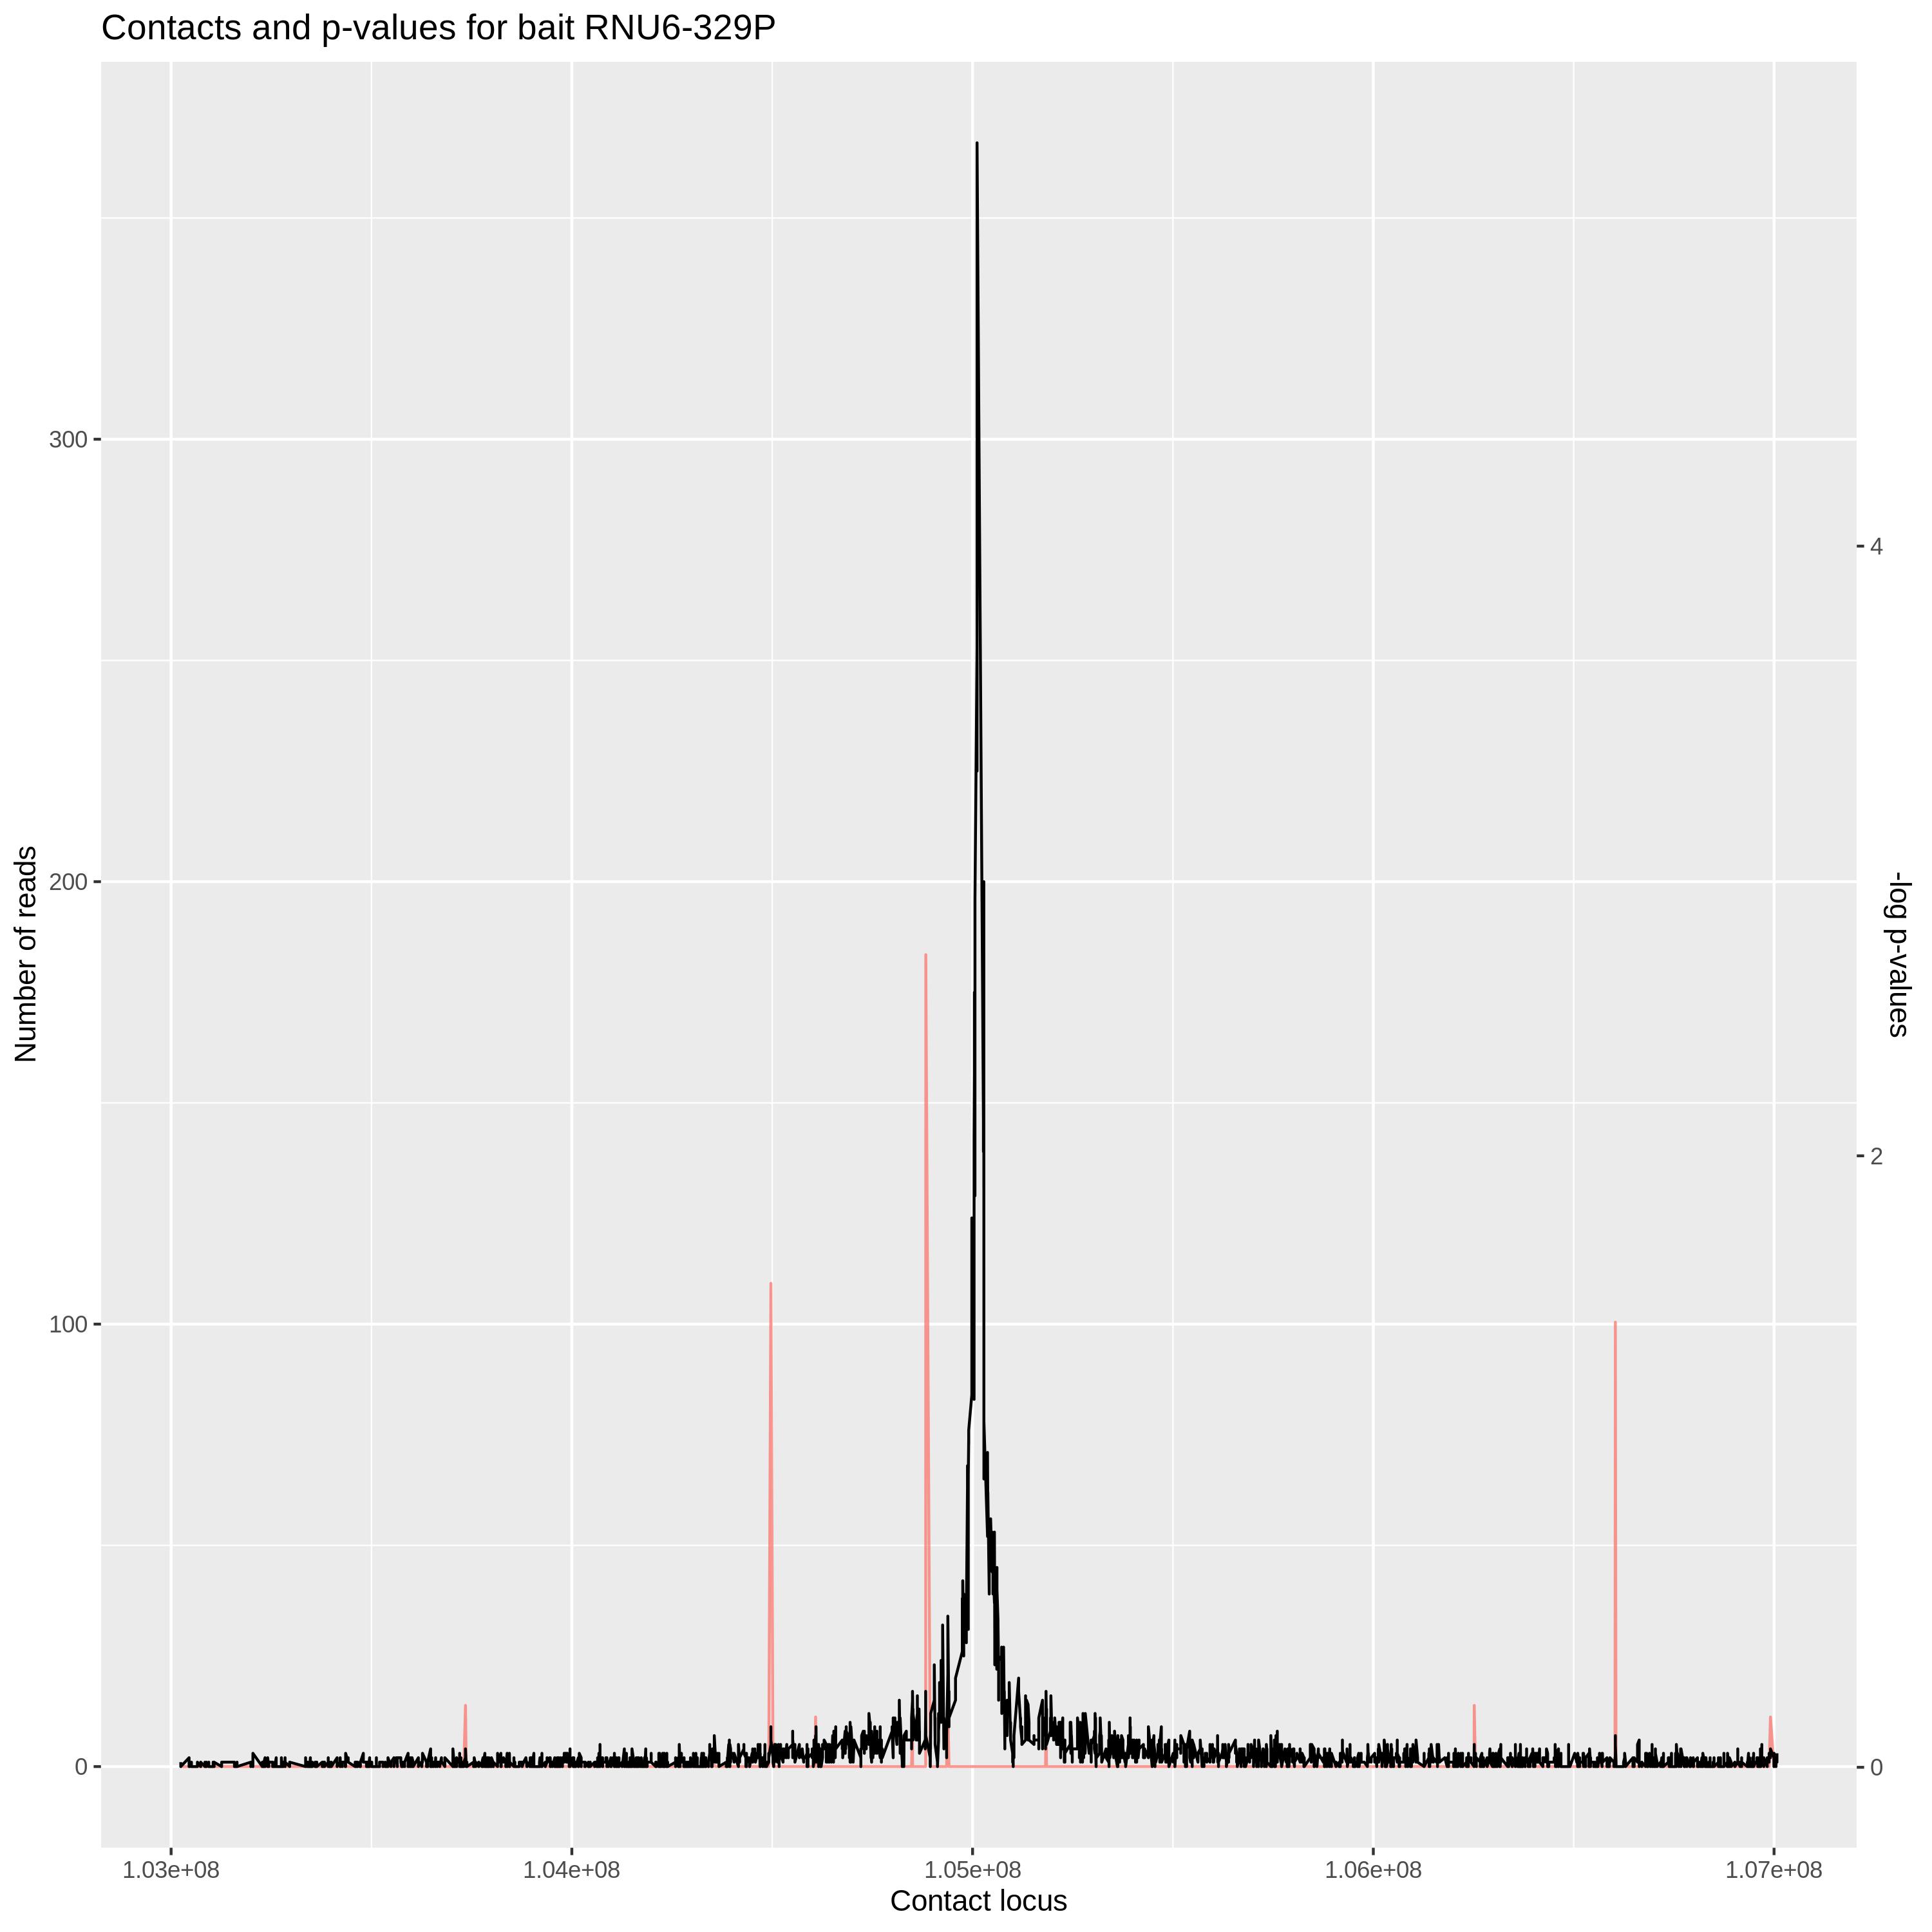 Contacts and p-values for bait RNU6-329P
Number of reads
300
200
100
0
4
2
0
-log p-values
1.03e+08
1.04e+08
1.05e+08
1.06e+08
1.07e+08
Contact locus